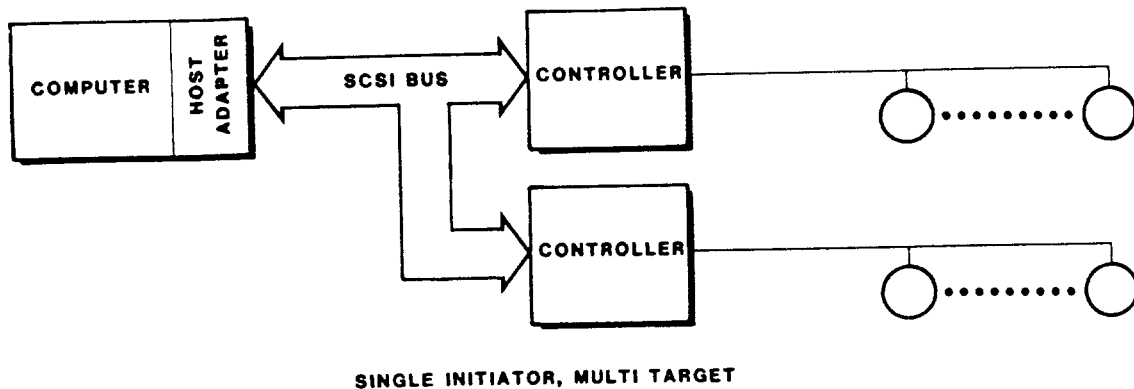 COMPUTER
HOST
ADAPTER
SCSI BUS
CONTROLLER
CONTROLLER
SINGLE INITIATOR, MULTI TARGET